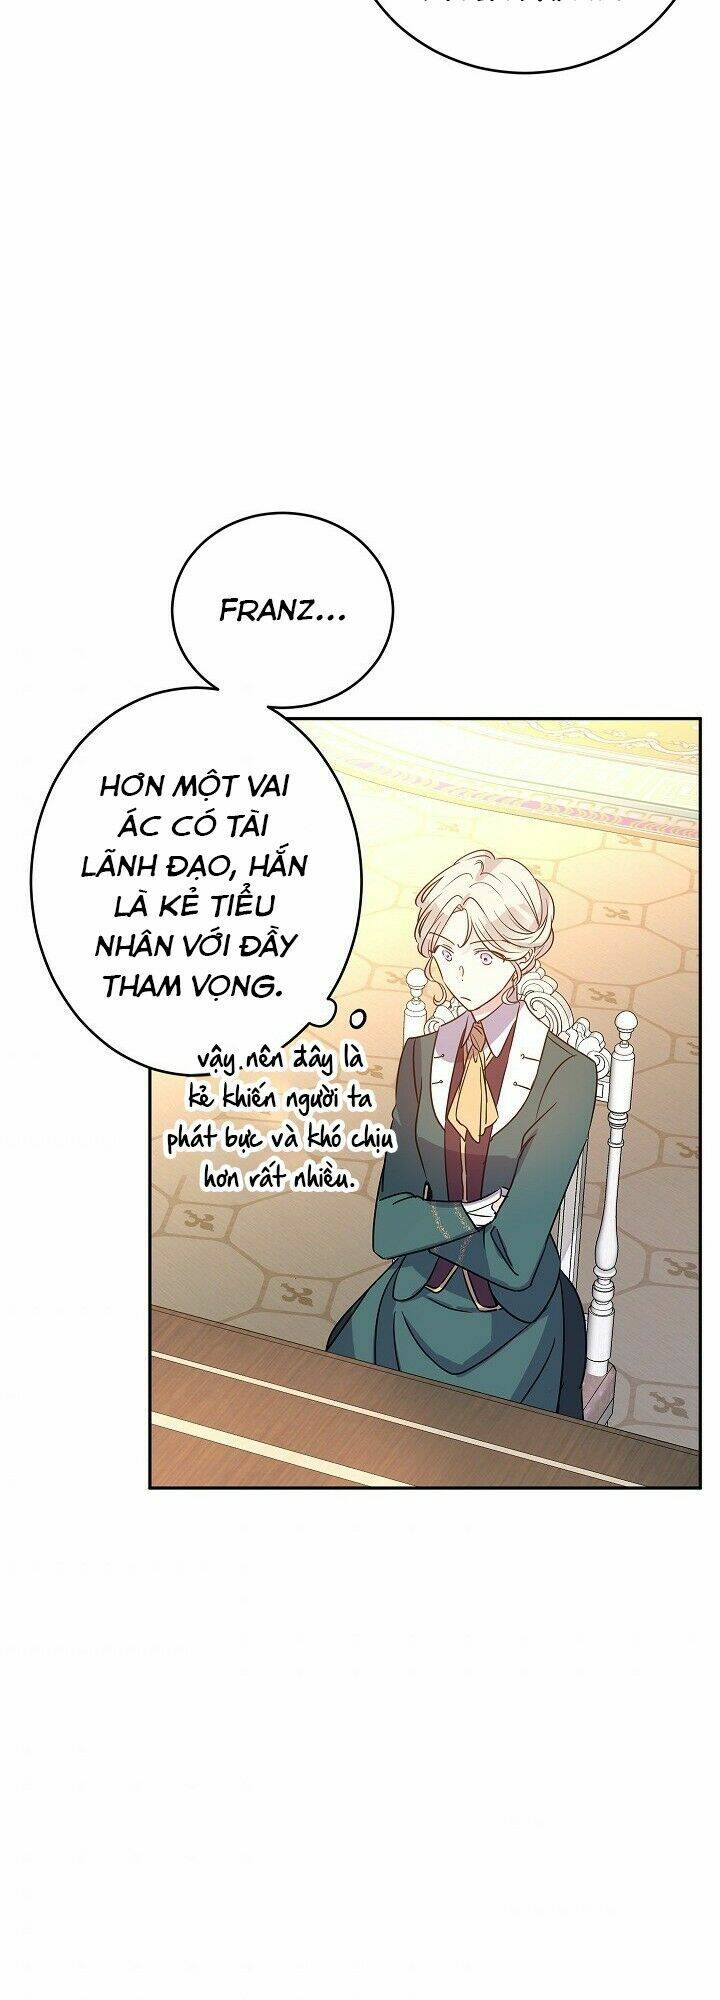 FRANZ...
HƠN MỘT VAI
ÁC CÓ TÀI
LÃNH ĐẠO, HẮN
LÀ KẺ TIỂU
NHÂN VỚI ĐẦY
THAM VỌNG.
vậy nên đây là
kẻ khiến người ta
phát bực và khó chịu
hơn rất nhiều.